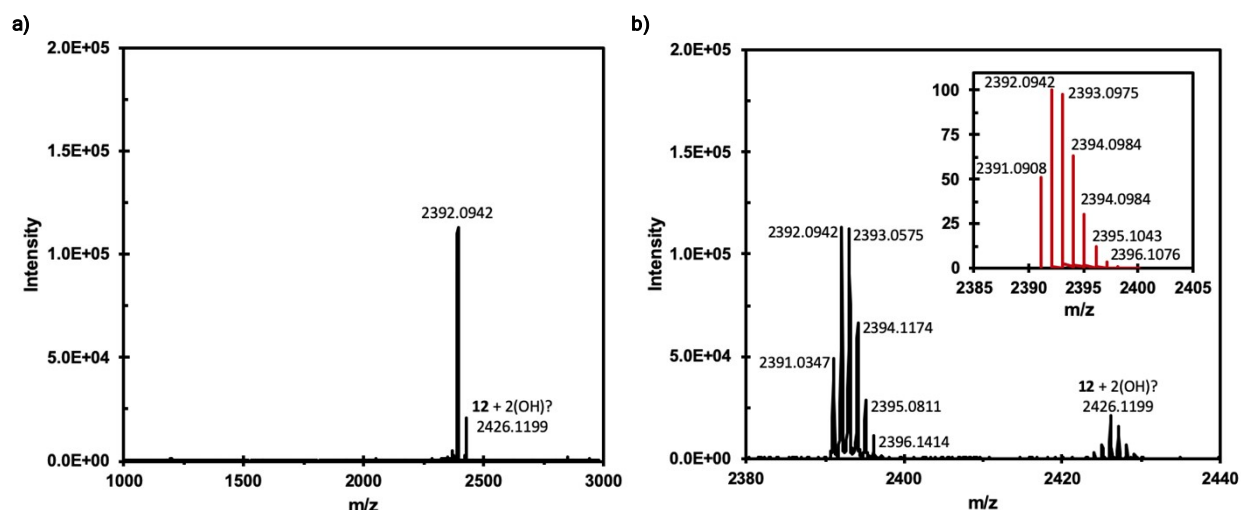 a)
2.0E+05
1.5E+05
1.0E+05
5.0E+04
0.0E+00
Intensity
2392.0942
12 + 2(OH)?
2426.1199
1000
1500
2000
2500
3000
m/z
b)
2.0E+05
1.5E+05
1.0E+05
5.0E+04
0.0E+00
Intensity
2392.0942
2393.0575
2391.0347
2394.1174
2395.0811
2396.1414
12 + 2(OH)?
2426.1199
2380
2400
2420
2440
m/z
100
75
50
25
0
2392.0942
2393.0975
2394.0984
2391.0908
2394.0984
2395.1043
2396.1076
2385
2390
2395
2400
2405
m/z